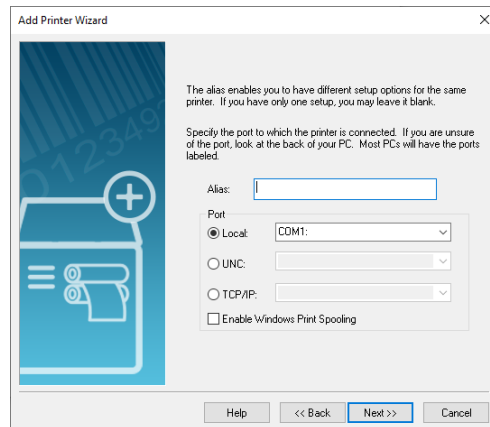 Add Printer Wizard
0123493
The alias enables you to have different setup options for the same
printer. If you have only one setup, you may leave it blank.
Specify the port to which the printer is connected. If you are unsure
of the port, look at the back of your PC. Most PCs will have the ports
labeled.
Alias:
Port
Local: COM1:
UNC:
TCP/IP:
Enable Windows Print Spooling
Help << Back Next >> Cancel